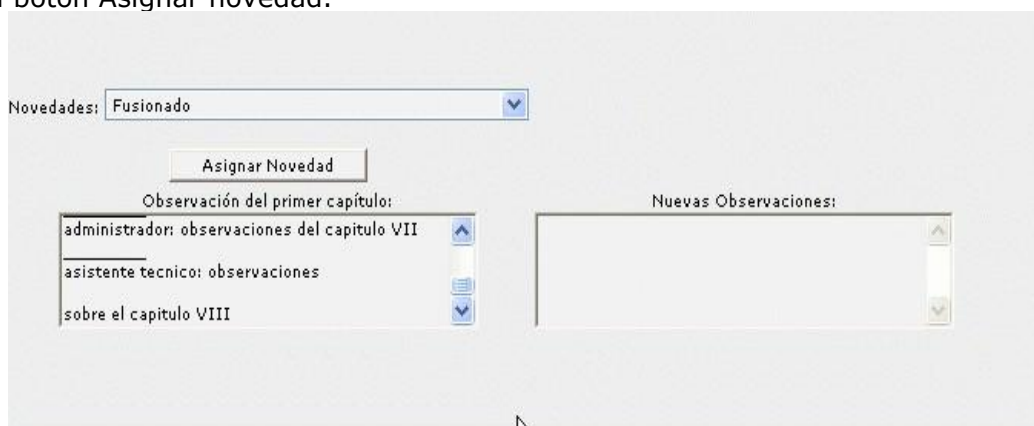 botón Asignar novedad.
Novedades: Fusionado
Asignar Novedad
Observación del primer capítulo:
Nuevas Observaciones:
administrador: observaciones del capitulo VII
asistente tecnico: observaciones
sobre el capitulo VIII